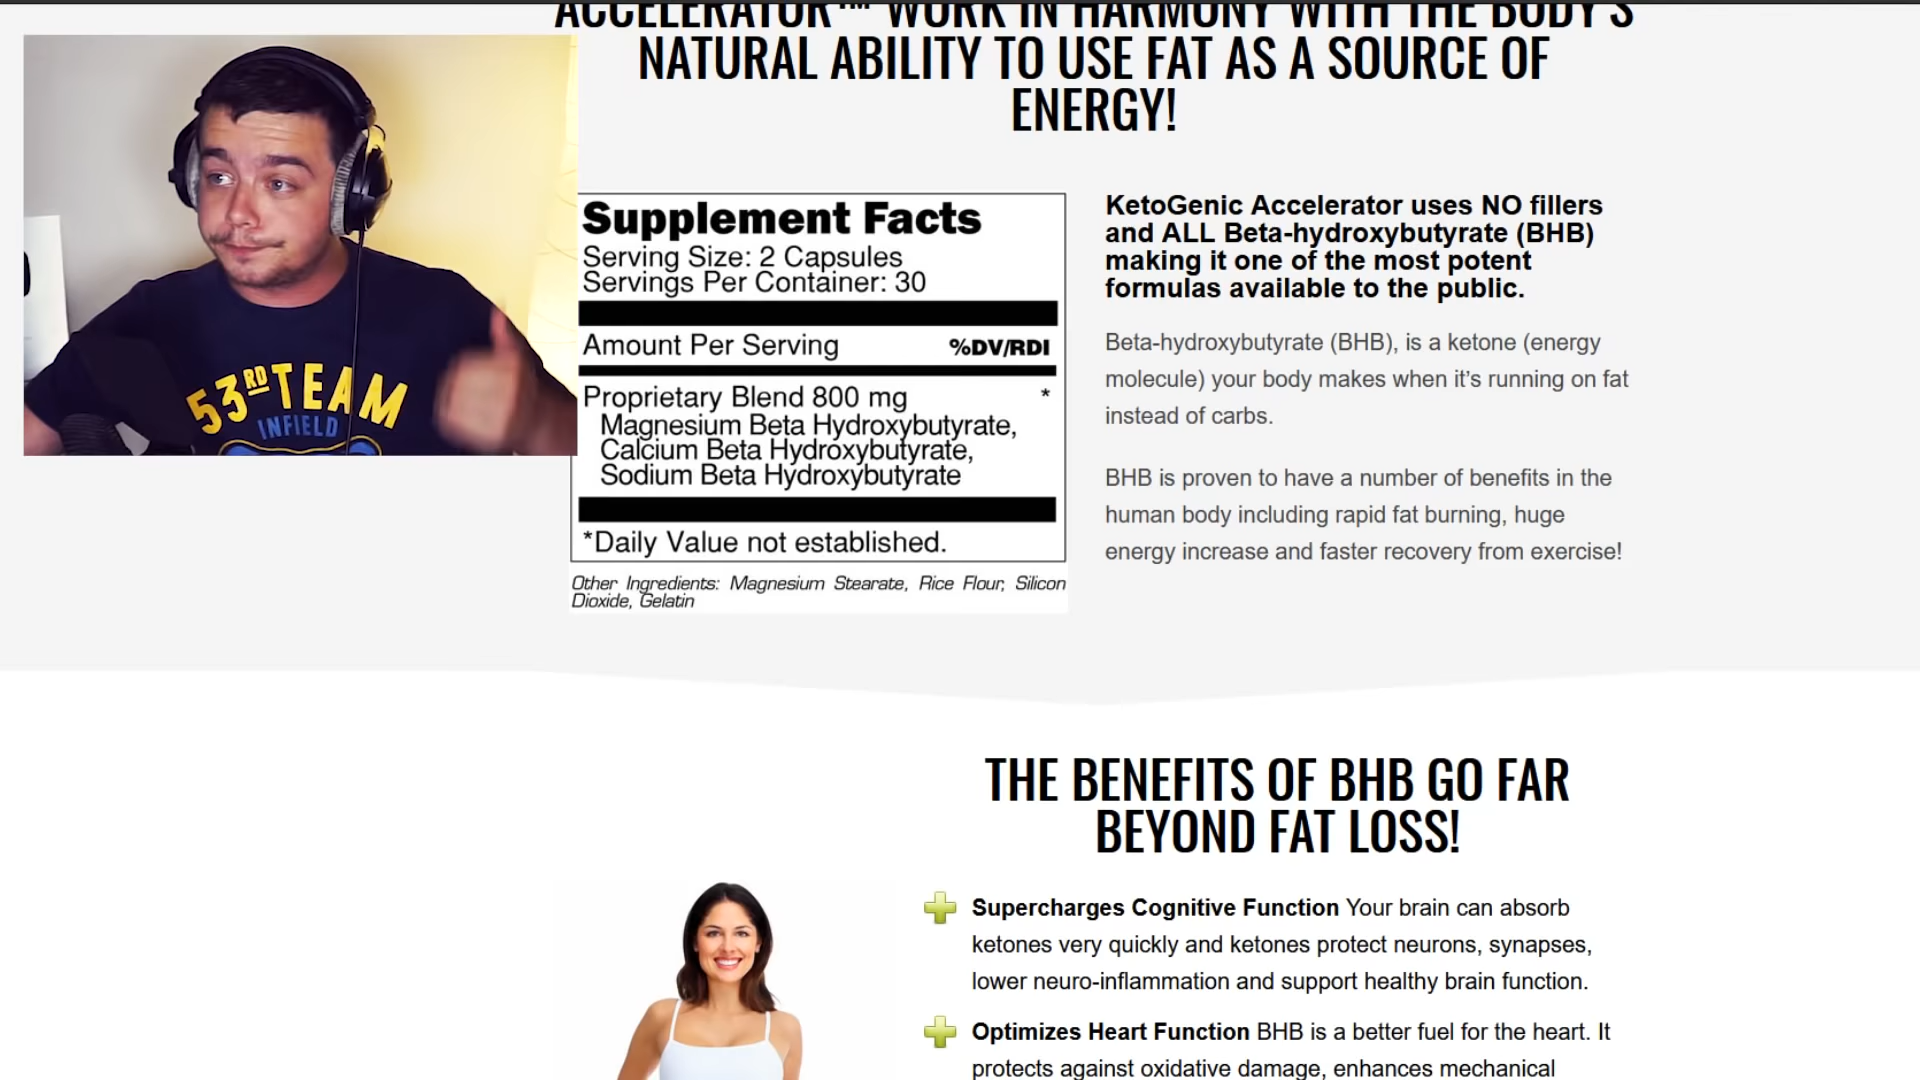 ACCELERATOR™ WORK IN HARMONY WITH THE BODY'S
NATURAL ABILITY TO USE FAT AS A SOURCE OF
ENERGY!
53RD TEAM
INFIELD
Supplement Facts
Serving Size: 2 Capsules
Servings Per Container: 30
Amount Per Serving %DV/RDI
Proprietary Blend 800 mg *
Magnesium Beta Hydroxybutyrate,
Calcium Beta Hydroxybutyrate,
Sodium Beta Hydroxybutyrate
*Daily Value not established.
Other Ingredients: Magnesium Stearate, Rice Flour, Silicon
Dioxide, Gelatin
KetoGenic Accelerator uses NO fillers
and ALL Beta-hydroxybutyrate (BHB)
making it one of the most potent
formulas available to the public.
Beta-hydroxybutyrate (BHB), is a ketone (energy
molecule) your body makes when it’s running on fat
instead of carbs.
BHB is proven to have a number of benefits in the
human body including rapid fat burning, huge
energy increase and faster recovery from exercise!
THE BENEFITS OF BHB GO FAR
BEYOND FAT LOSS!
Supercharges Cognitive Function Your brain can absorb
ketones very quickly and ketones protect neurons, synapses,
lower neuro-inflammation and support healthy brain function.
Optimizes Heart Function BHB is a better fuel for the heart. It
protects against oxidative damage, enhances mechanical